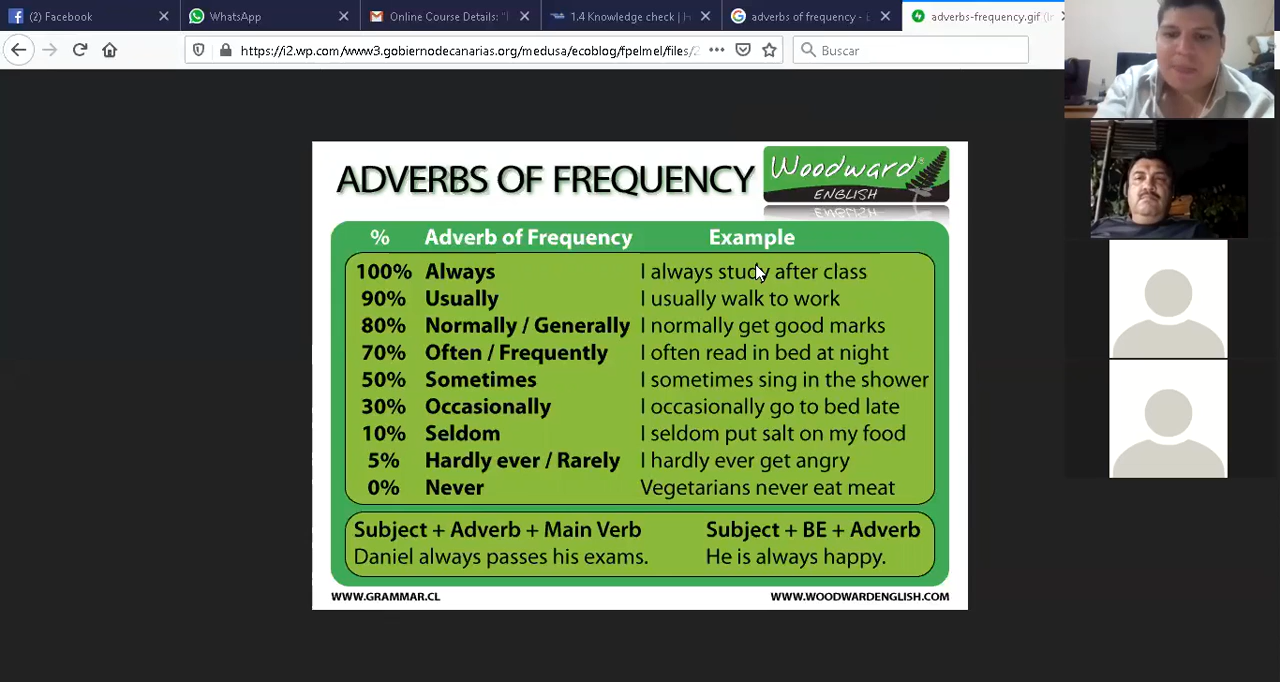 (2) Facebook
WhatsApp
Online Course Details: "
1.4 Knowledge check |
adverbs of frequency -
adverbs-frequency.gif
https://i2.wp.com/www3.gobiernodecanarias.org/medusa/ecoblog/fpelmel/files/
Buscar
ADVERBS OF FREQUENCY
Woodward®
ENGLISH
% Adverb of Frequency Example
100% Always I always study after class
90% Usually I usually walk to work
80% Normally / Generally I normally get good marks
70% Often / Frequently I often read in bed at night
50% Sometimes I sometimes sing in the shower
30% Occasionally I occasionally go to bed late
10% Seldom I seldom put salt on my food
5% Hardly ever / Rarely I hardly ever get angry
0% Never Vegetarians never eat meat
Subject + Adverb + Main Verb Subject + BE + Adverb
Daniel always passes his exams. He is always happy.
WWW.GRAMMAR.CL WWW.WOODWARDENGLISH.COM